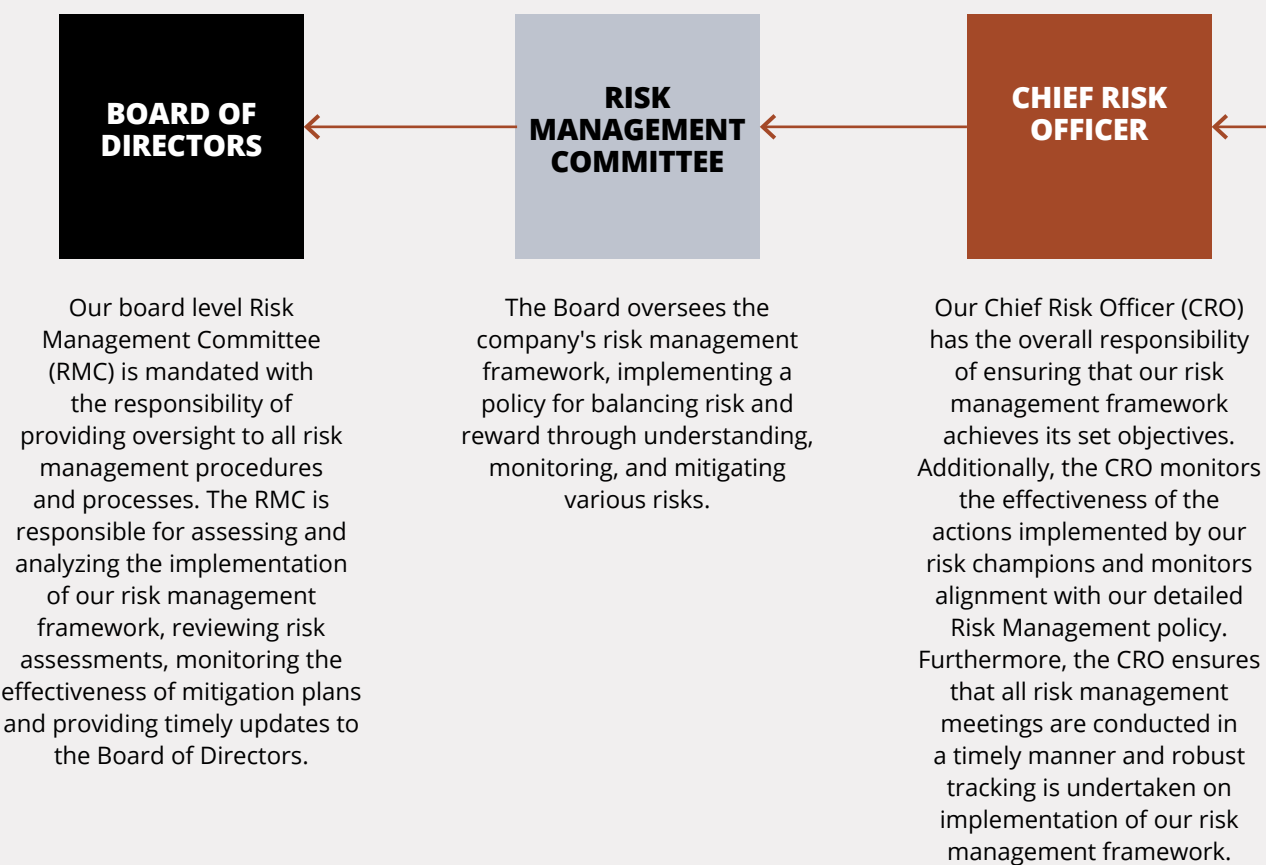 BOARD OF
DIRECTORS
RISK
MANAGEMENT
COMMITTEE
CHIEF RISK
OFFICER
Our board level Risk
Management Committee
(RMC) is mandated with
the responsibility of
providing oversight to all risk
management procedures
and processes. The RMC is
responsible for assessing and
analyzing the implementation
of our risk management
framework, reviewing risk
assessments, monitoring the
effectiveness of mitigation plans
and providing timely updates to
the Board of Directors.
The Board oversees the
company's risk management
framework, implementing a
policy for balancing risk and
reward through understanding,
monitoring, and mitigating
various risks.
Our Chief Risk Officer (CRO)
has the overall responsibility
of ensuring that our risk
management framework
achieves its set objectives.
Additionally, the CRO monitors
the effectiveness of the
actions implemented by our
risk champions and monitors
alignment with our detailed
Risk Management policy.
Furthermore, the CRO ensures
that all risk management
meetings are conducted in
a timely manner and robust
tracking is undertaken on
implementation of our risk
management framework.